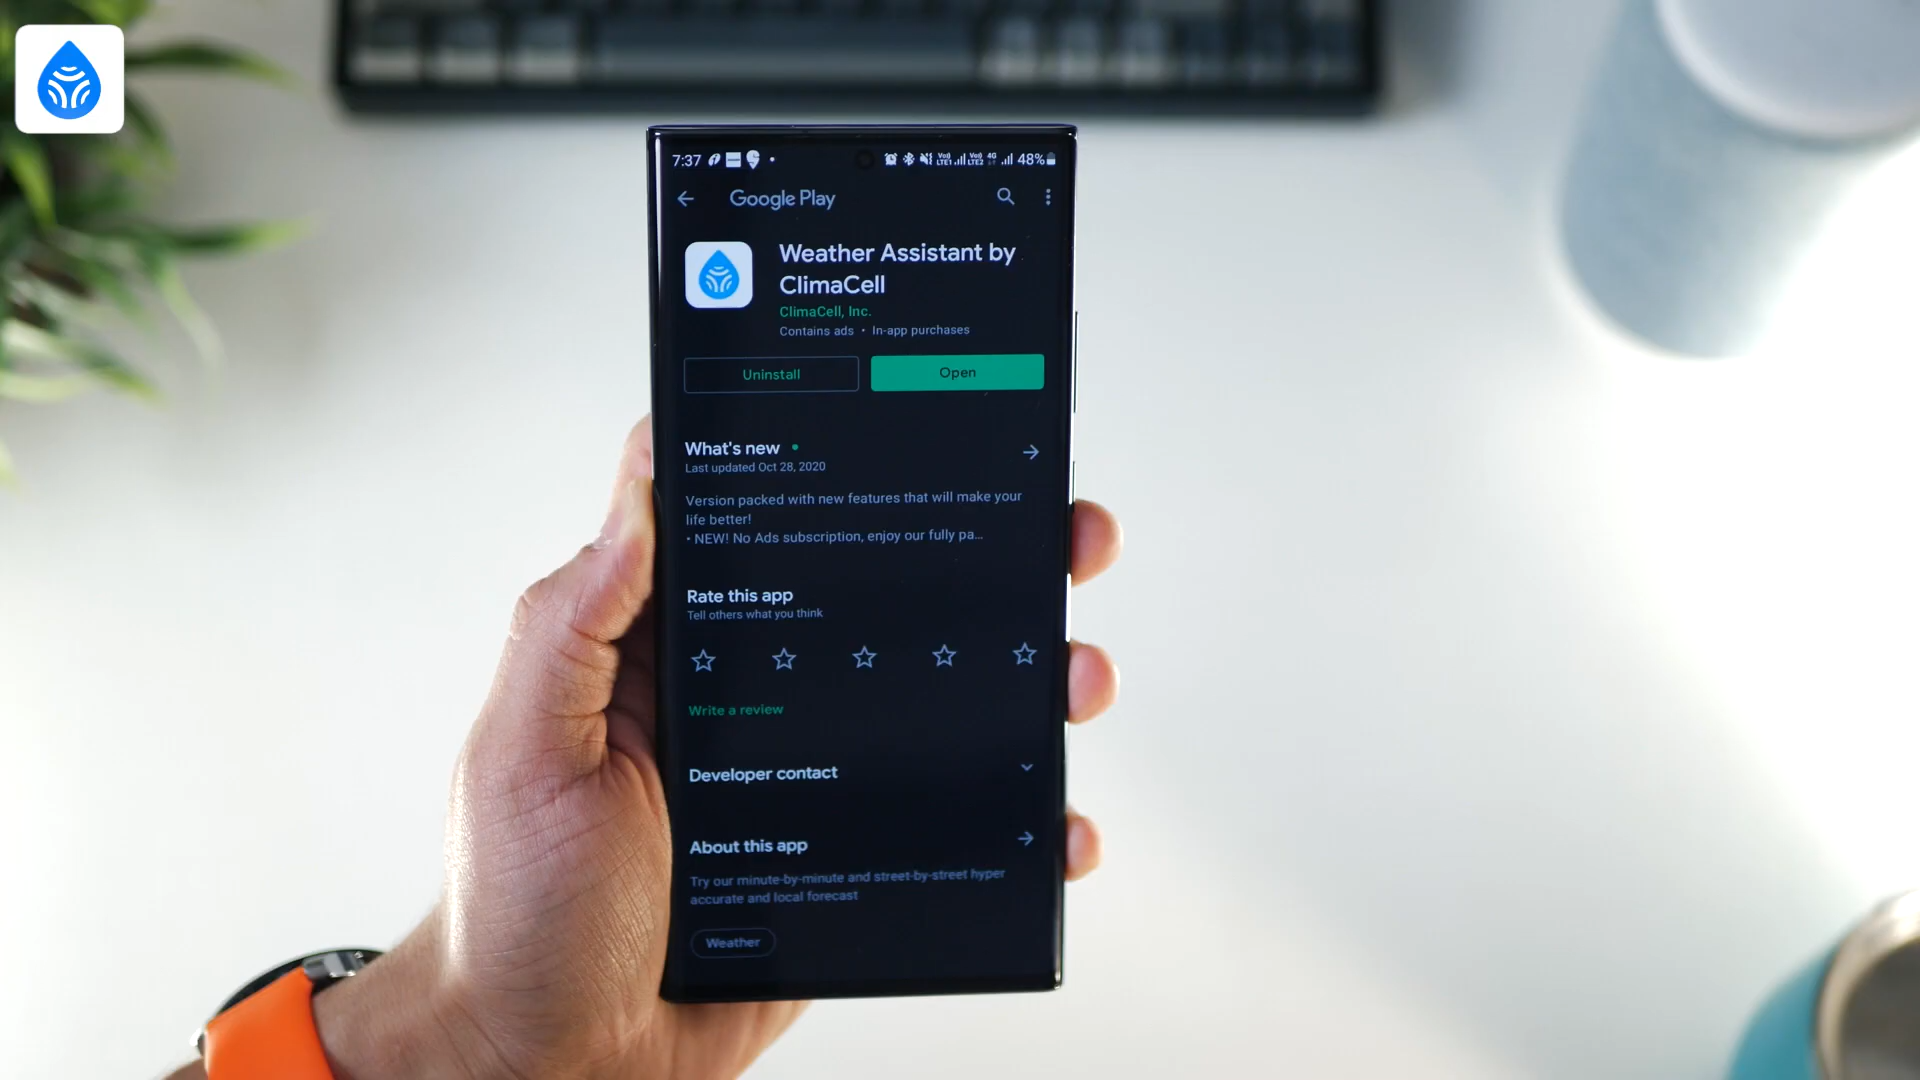 7:37
48%
Google Play
Weather Assistant by
ClimaCell
ClimaCell, Inc.
Contains ads • In-app purchases
Uninstall
Open
What's new •
Last updated Oct 28, 2020
Version packed with new features that will make your
life better!
• NEW! No Ads subscription, enjoy our fully pa...
Rate this app
Tell others what you think
Write a review
Developer contact
About this app
Try our minute-by-minute and street-by-street hyper
accurate and local forecast
Weather